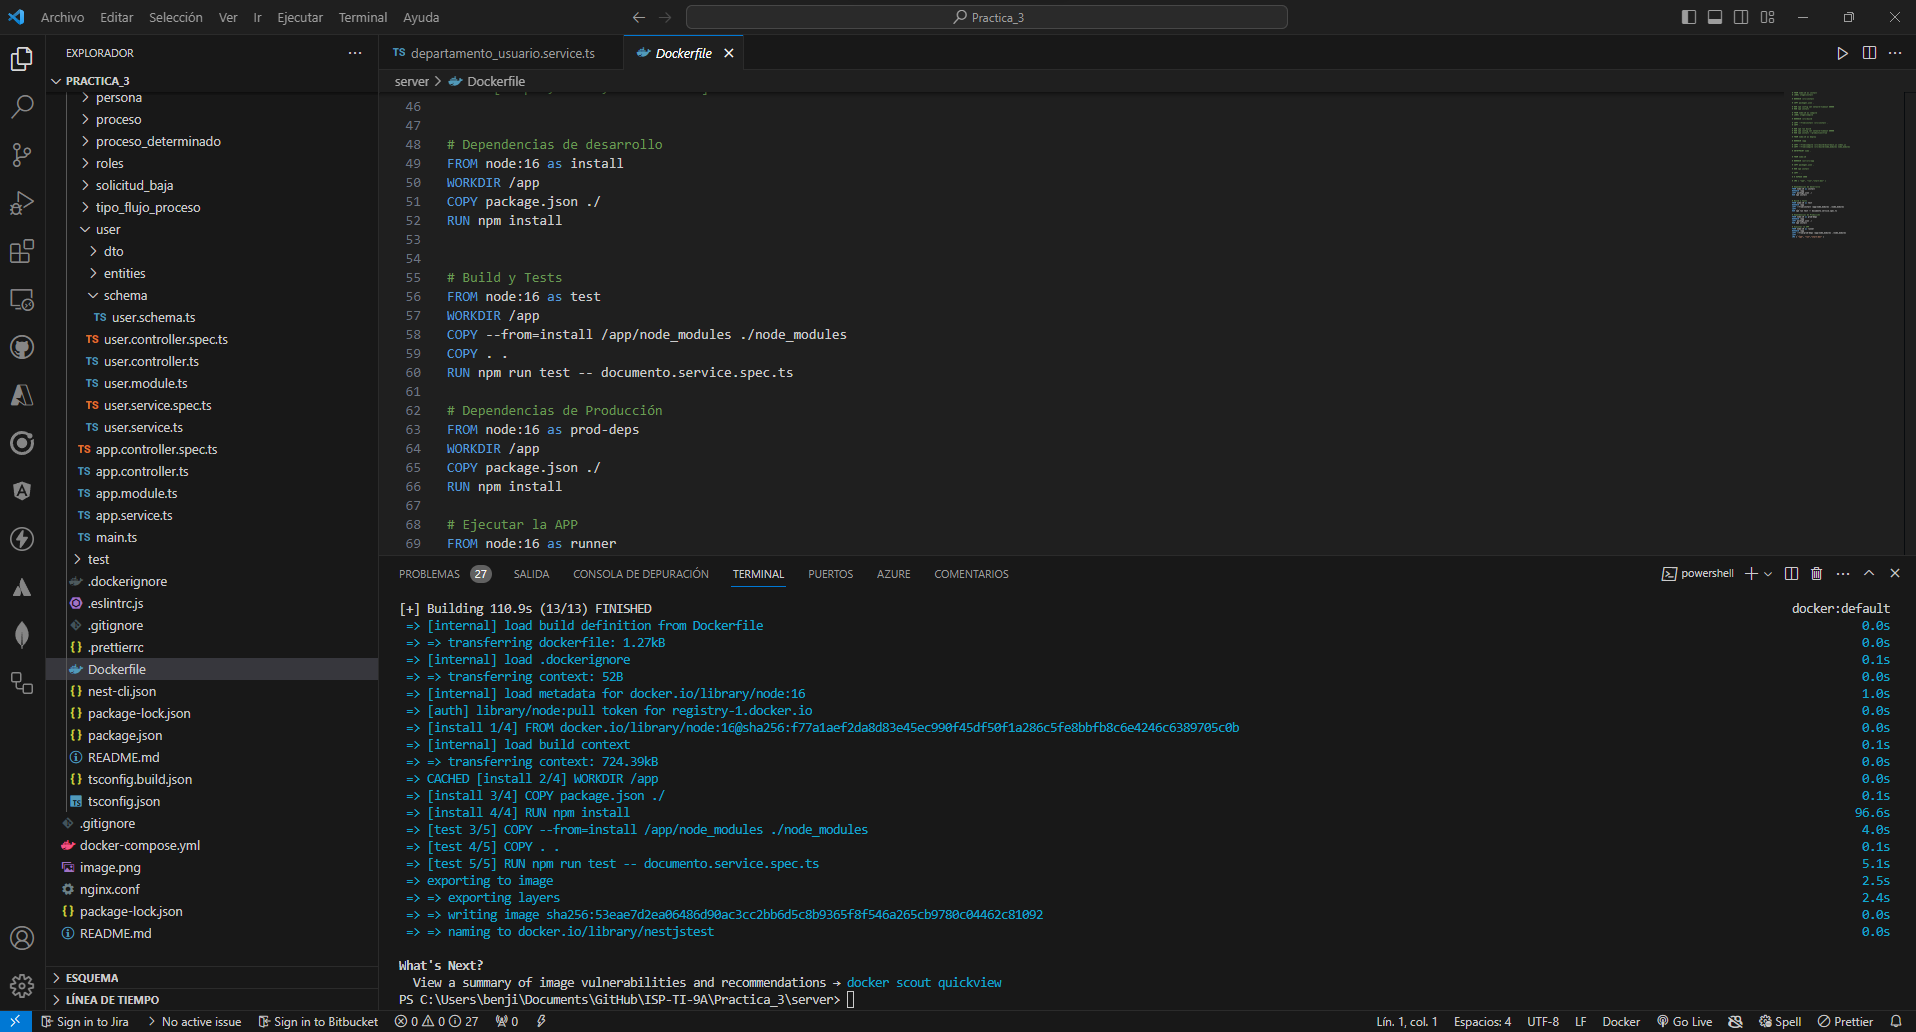 Archivo Editar Selección Ver Ir Ejecutar Terminal Ayuda
Practica_3
EXPLORADOR
PRACTICA_3
persona
proceso
proceso_determinado
roles
solicitud_baja
tipo_flujo_proceso
user
dto
entities
schema
TS user.schema.ts
TS user.controller.spec.ts
TS user.controller.ts
TS user.module.ts
TS user.service.spec.ts
TS user.service.ts
TS app.controller.spec.ts
TS app.controller.ts
TS app.module.ts
TS app.service.ts
TS main.ts
test
.dockerignore
.eslintrc.js
.gitignore
{} .prettierrc
Dockerfile
{} nest-cli.json
{} package-lock.json
{} package.json
README.md
{} tsconfig.build.json
tsconfig.json
.gitignore
docker-compose.yml
image.png
nginx.conf
{} package-lock.json
README.md
ESQUEMA
LÍNEA DE TIEMPO
TS departamento_usuario.service.ts
Dockerfile
server > Dockerfile
46
47
48 # Dependencias de desarrollo
49 FROM node:16 as install
50 WORKDIR /app
51 COPY package.json ./
52 RUN npm install
53
54
55 # Build y Tests
56 FROM node:16 as test
57 WORKDIR /app
58 COPY --from=install /app/node_modules ./node_modules
59 COPY . .
60 RUN npm run test -- documento.service.spec.ts
61
62 # Dependencias de Producción
63 FROM node:16 as prod-deps
64 WORKDIR /app
65 COPY package.json ./
66 RUN npm install
67
68 # Ejecutar la APP
69 FROM node:16 as runner
PROBLEMAS 27 SALIDA CONSOLA DE DEPURACIÓN TERMINAL PUERTOS AZURE COMENTARIOS
powershell
[+] Building 110.9s (13/13) FINISHED docker:default
=> [internal] load build definition from Dockerfile 0.0s
=> => transferring dockerfile: 1.27kB 0.0s
=> [internal] load .dockerignore 0.1s
=> => transferring context: 52B 0.0s
=> [internal] load metadata for docker.io/library/node:16 1.0s
=> [auth] library/node:pull token for registry-1.docker.io 0.0s
=> [install 1/4] FROM docker.io/library/node:16@sha256:f77a1aef2da8d83e45ec990f45df50f1a286c5fe8bbfb8c6e4246c6389705c0b 0.0s
=> [internal] load build context 0.1s
=> => transferring context: 724.39kB 0.0s
=> CACHED [install 2/4] WORKDIR /app 0.0s
=> [install 3/4] COPY package.json ./ 0.1s
=> [install 4/4] RUN npm install 96.6s
=> [test 3/5] COPY --from=install /app/node_modules ./node_modules 4.0s
=> [test 4/5] COPY . . 0.1s
=> [test 5/5] RUN npm run test -- documento.service.spec.ts 5.1s
=> exporting to image 2.5s
=> => exporting layers 2.4s
=> => writing image sha256:53eae7d2ea06486d90ac3cc2bb6d5c8b9365f8f546a265cb9780c04462c81092 0.0s
=> => naming to docker.io/library/nestjstest 0.0s
What's Next?
View a summary of image vulnerabilities and recommendations → docker scout quickview
PS C:\Users\benji\Documents\GitHub\ISP-TI-9A\Practica_3\server>
Sign in to Jira No active issue Sign in to Bitbucket 0 0 27 0 Lín. 1, col. 1 Espacios: 4 UTF-8 LF Docker Go Live Spell Prettier